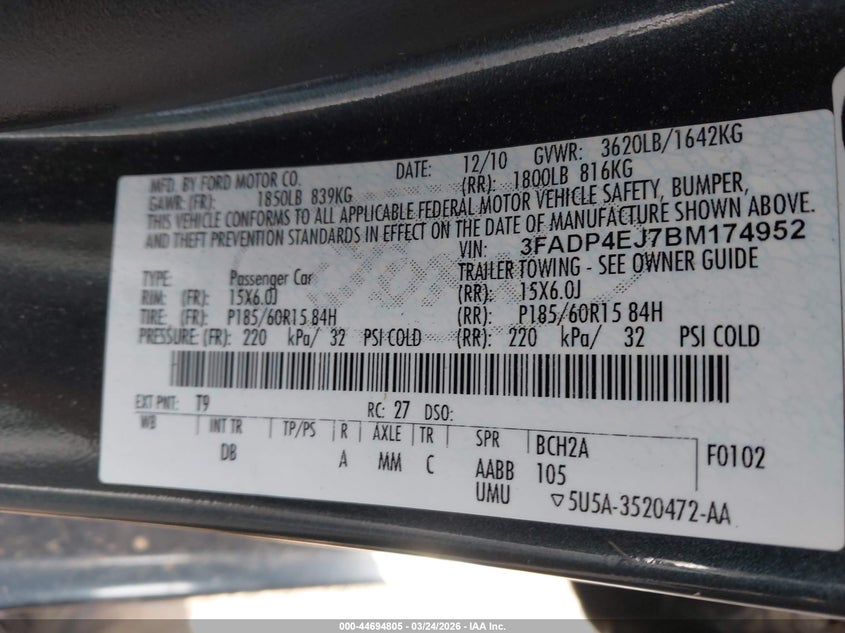 MFD. BY FORD MOTOR CO. DATE: 12/10 GVWR: 3620LB/1642KG
GAWR: (FR): 1850LB 839KG (RR): 1800LB 816KG
THIS VEHICLE CONFORMS TO ALL APPLICABLE FEDERAL MOTOR VEHICLE SAFETY, BUMPER,
AND THEFT PREVENTION STANDARDS IN EFFECT ON THE DATE OF MANUFACTURE SHOWN ABOVE.
VIN: 3FADP4EJ7BM174952
TYPE: Passenger Car TRAILER TOWING - SEE OWNER GUIDE
RIM: (FR): 15X6.0J (RR): 15X6.0J
TIRE: (FR): P185/60R15 84H (RR): P185/60R15 84H
PRESSURE: (FR): 220 kPa/ 32 PSI COLD (RR): 220 kPa/ 32 PSI COLD
EXT PNT: T9 RC: 27 DSO:
WB INT TR TP/PS R AXLE TR SPR BCH2A F0102
DB A MM C AABB 105
UMU ▽5U5A-3520472-AA
000-44694805 - 03/24/2026 - IAA Inc.